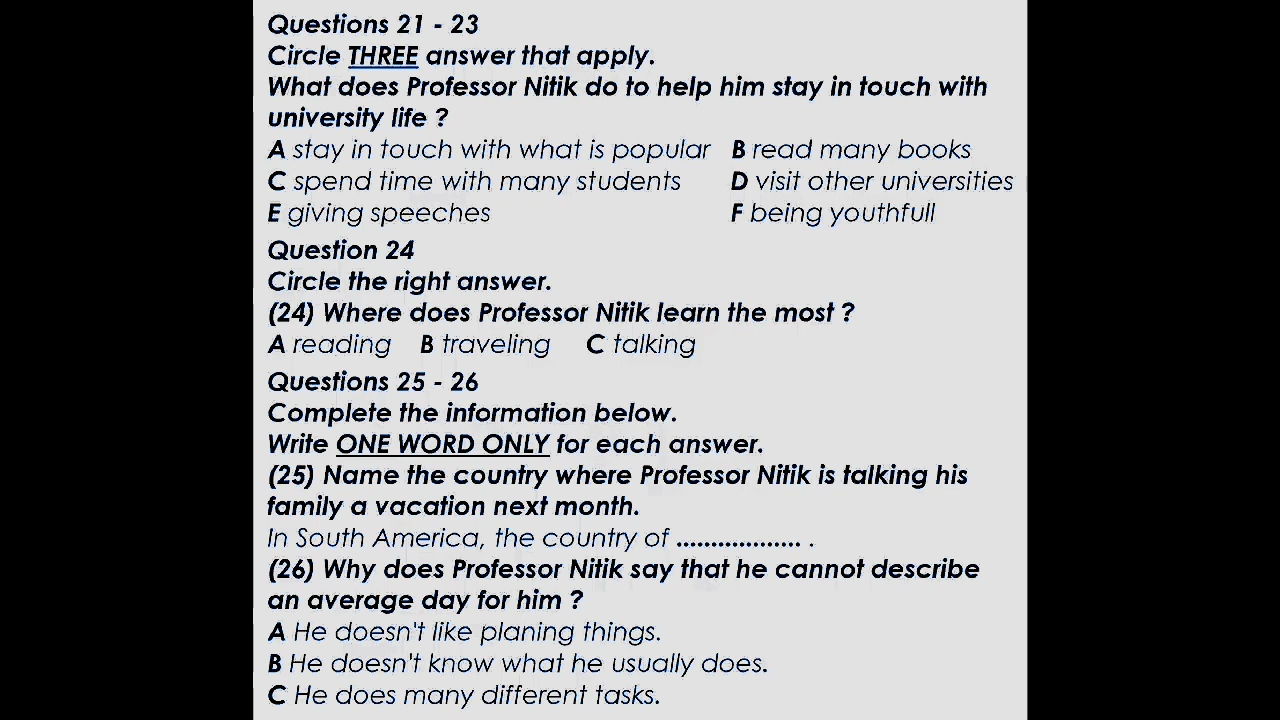 Questions 21 - 23
Circle THREE answer that apply.
What does Professor Nitik do to help him stay in touch with
university life ?
A stay in touch with what is popular B read many books
C spend time with many students D visit other universities
E giving speeches F being youthfull
Question 24
Circle the right answer.
(24) Where does Professor Nitik learn the most ?
A reading B traveling C talking
Questions 25 - 26
Complete the information below.
Write ONE WORD ONLY for each answer.
(25) Name the country where Professor Nitik is talking his
family a vacation next month.
In South America, the country of .................. .
(26) Why does Professor Nitik say that he cannot describe
an average day for him ?
A He doesn't like planing things.
B He doesn't know what he usually does.
C He does many different tasks.